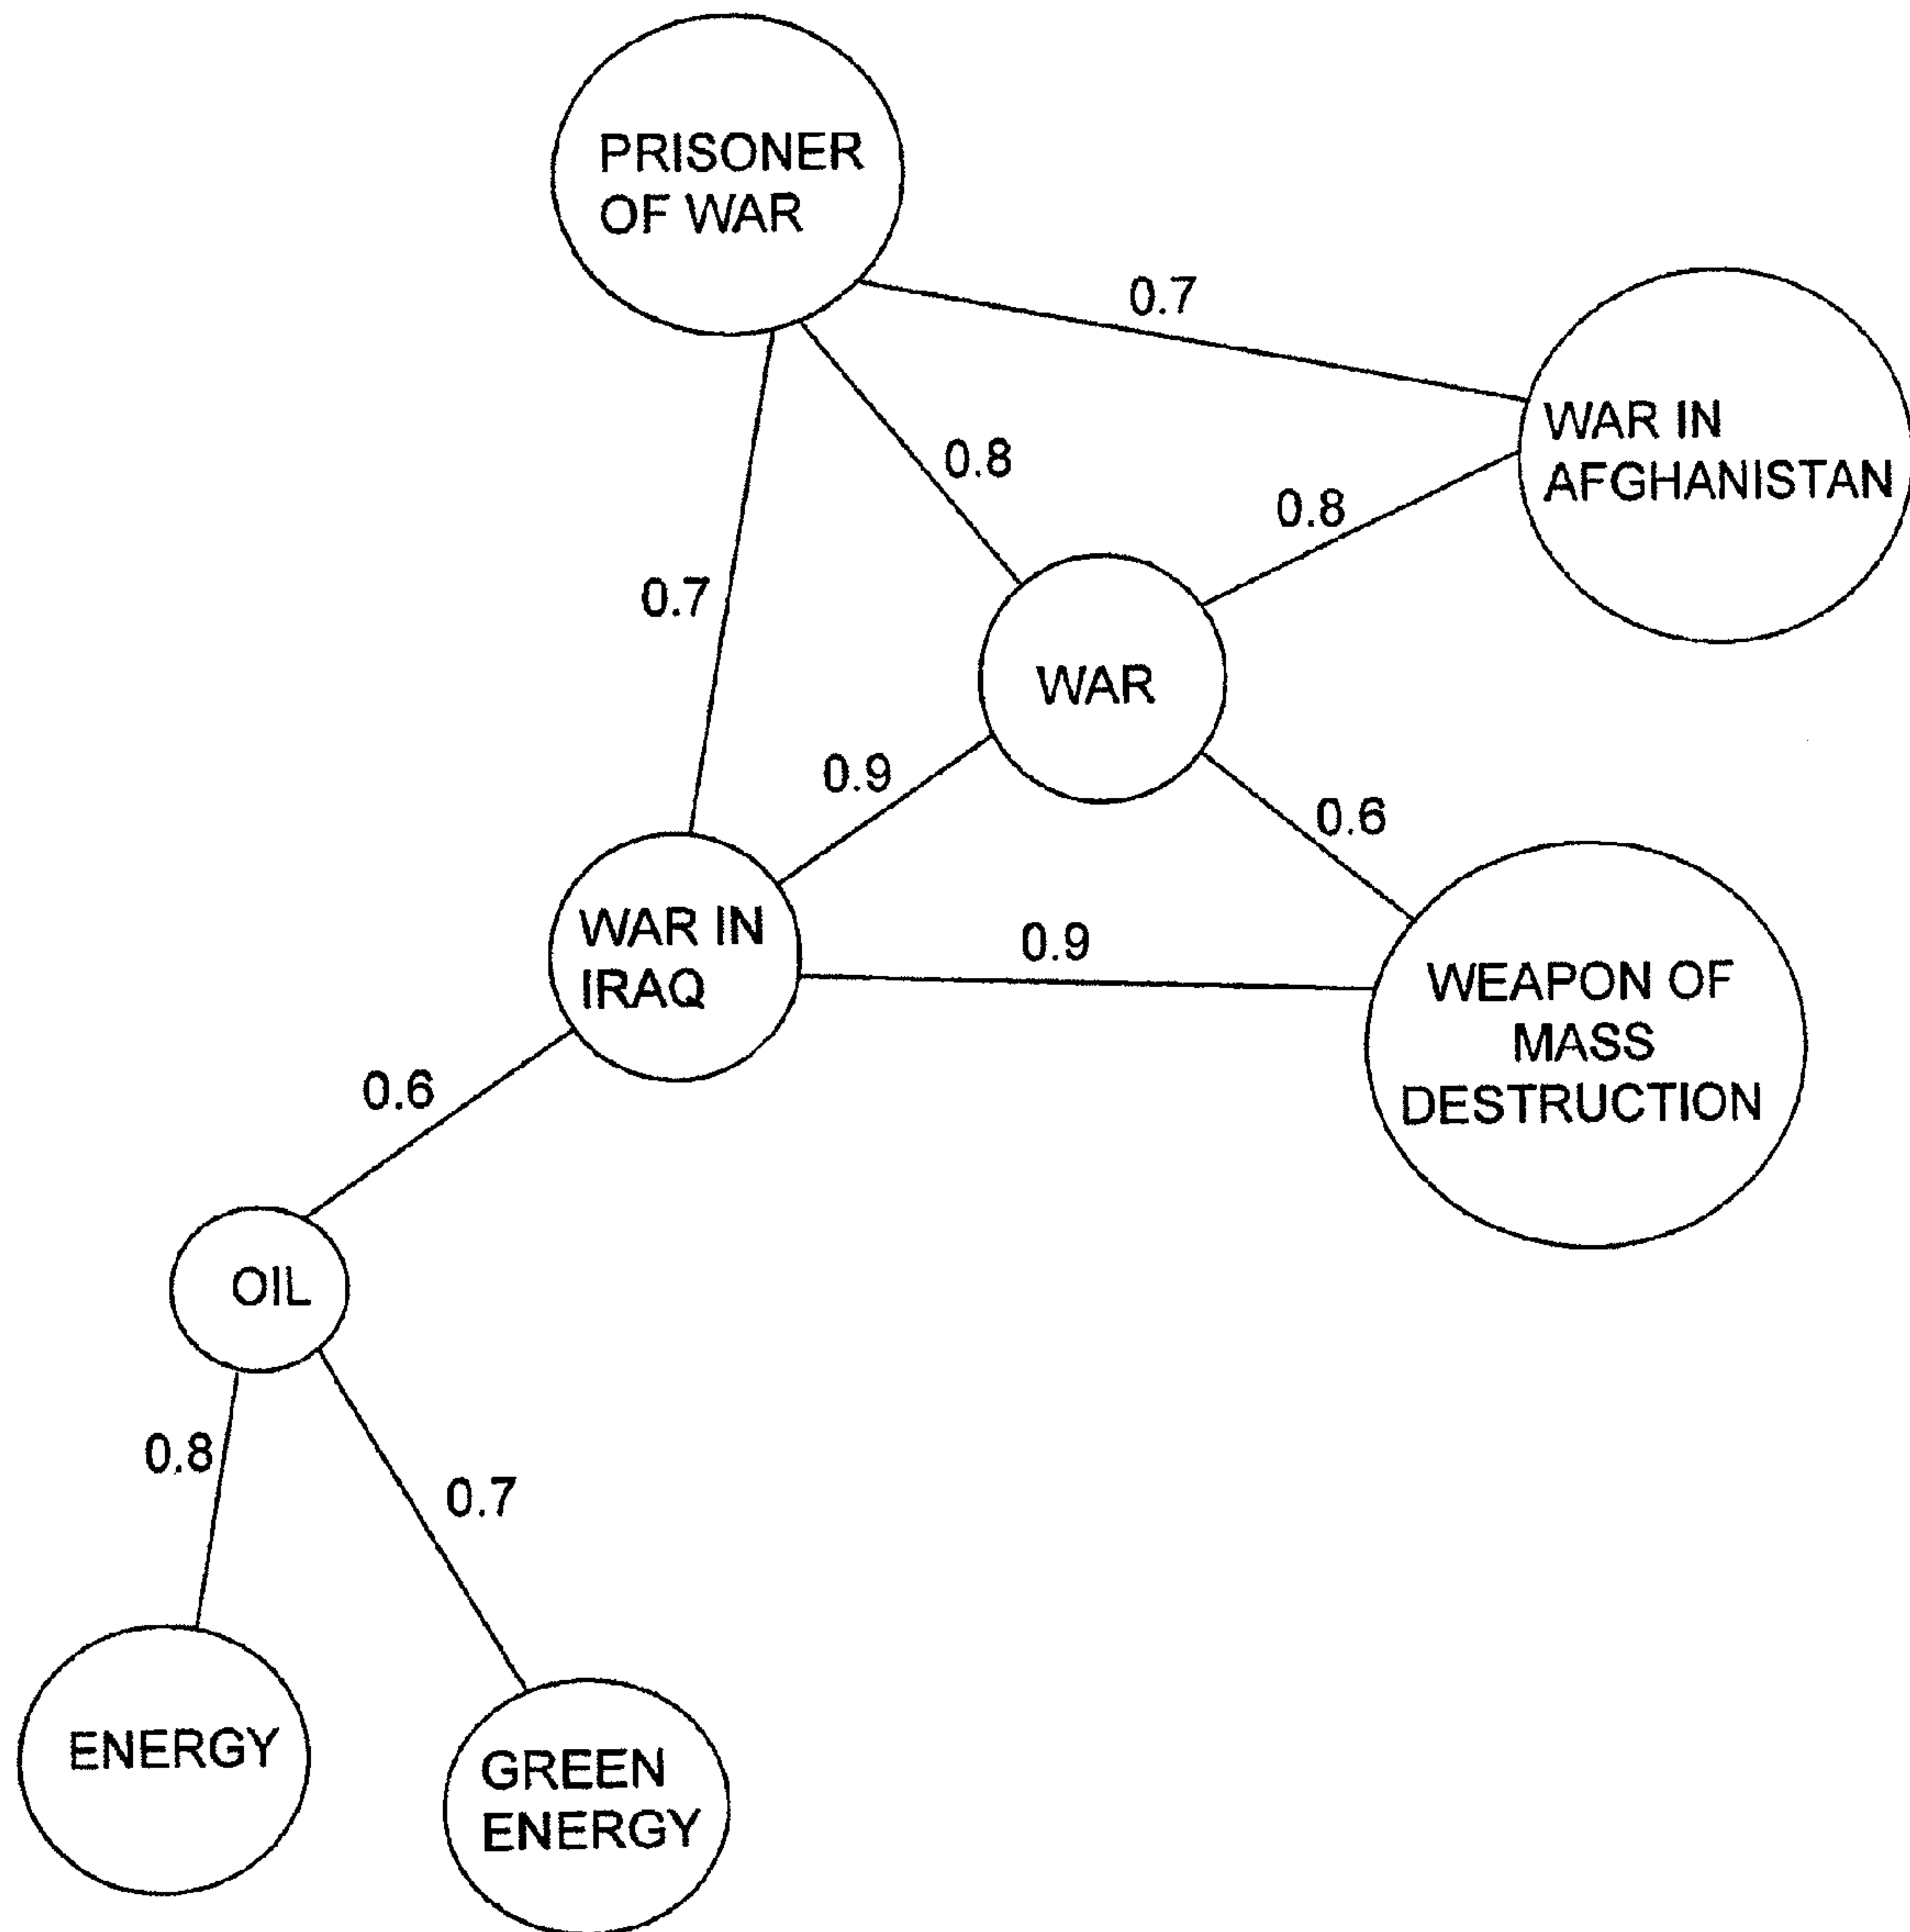 PRISONER
OF WAR
0.7
WAR IN
AFGHANISTAN
0.8
0.8
0.7
WAR
0.9
0.6
WAR IN
IRAQ
0.9
WEAPON OF
MASS
DESTRUCTION
0.6
OIL
0.8
0.7
ENERGY
GREEN
ENERGY